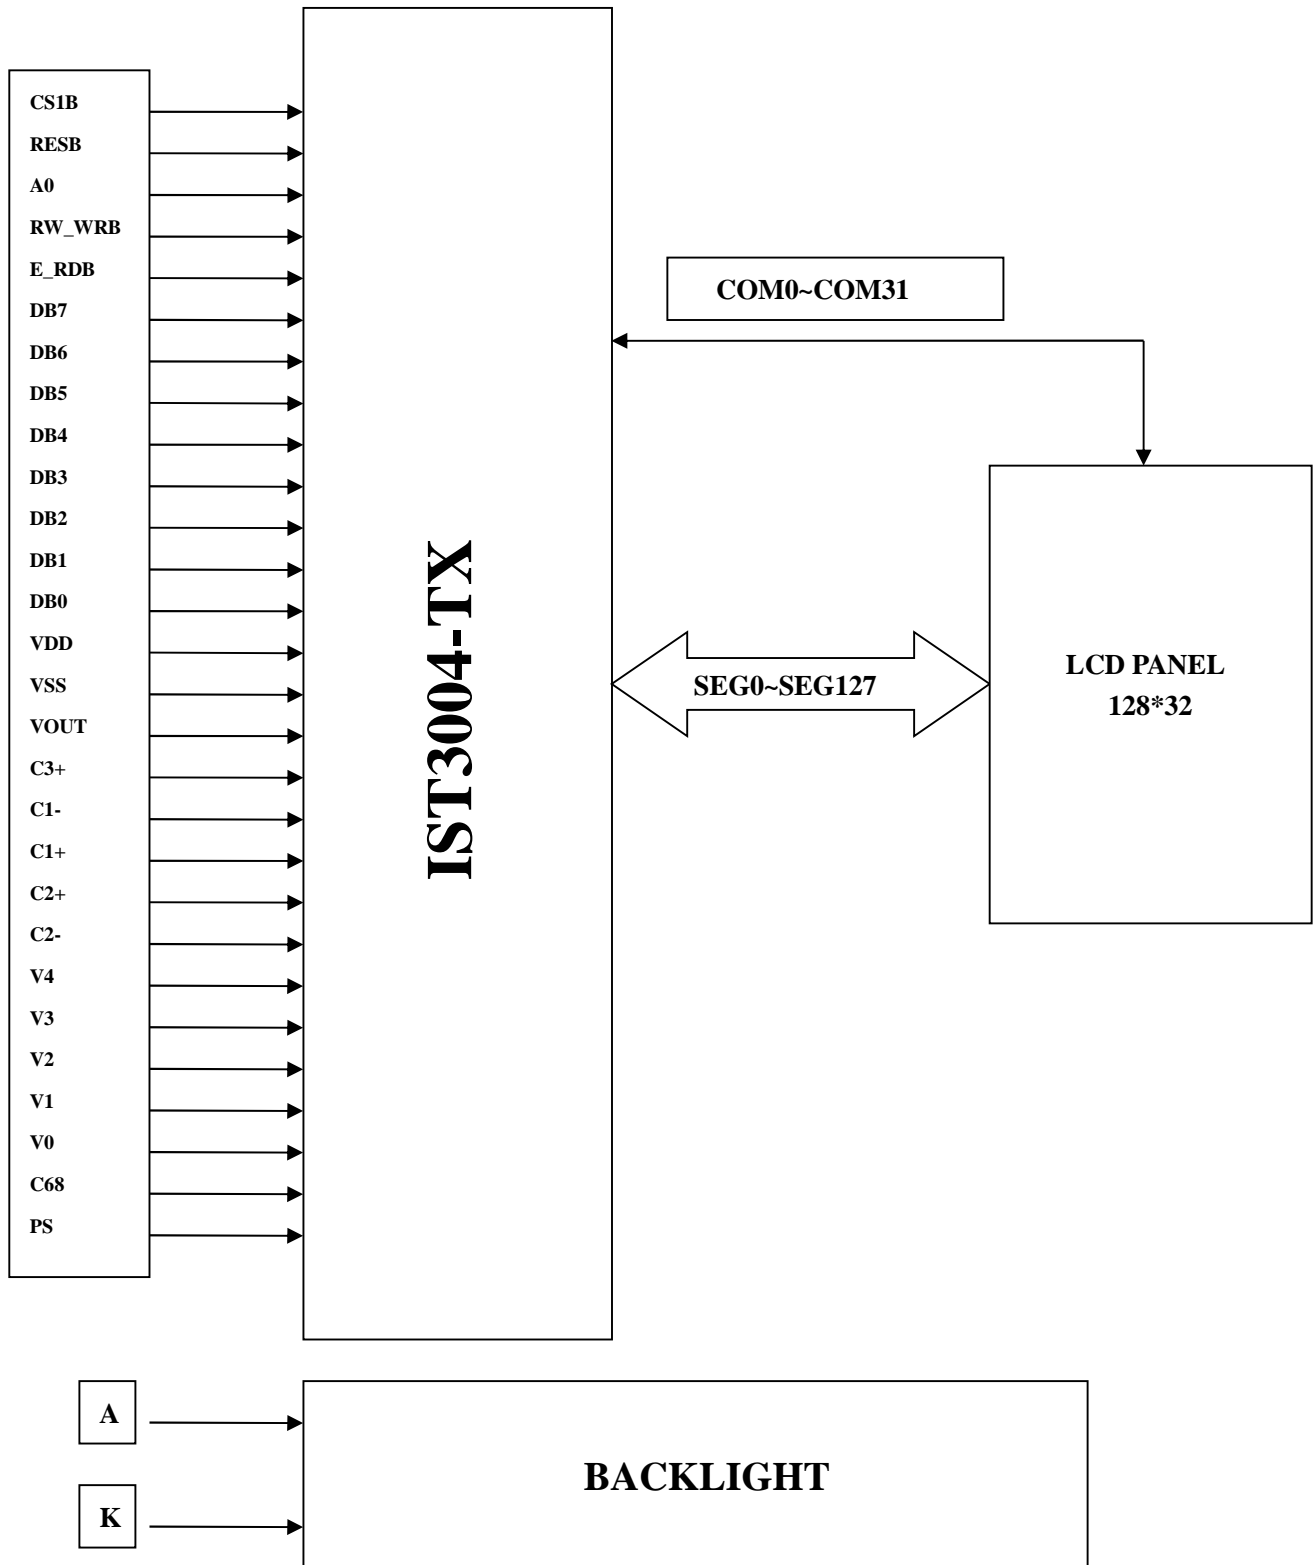 CS1B
RESB
A0
RW_WRB
E_RDB
DB7
DB6
DB5
DB4
DB3
DB2
DB1
DB0
VDD
VSS
VOUT
C3+
C1-
C1+
C2+
C2-
V4
V3
V2
V1
V0
C68
PS
IST3004-TX
COM0~COM31
SEG0~SEG127
LCD PANEL
128*32
A
K
BACKLIGHT